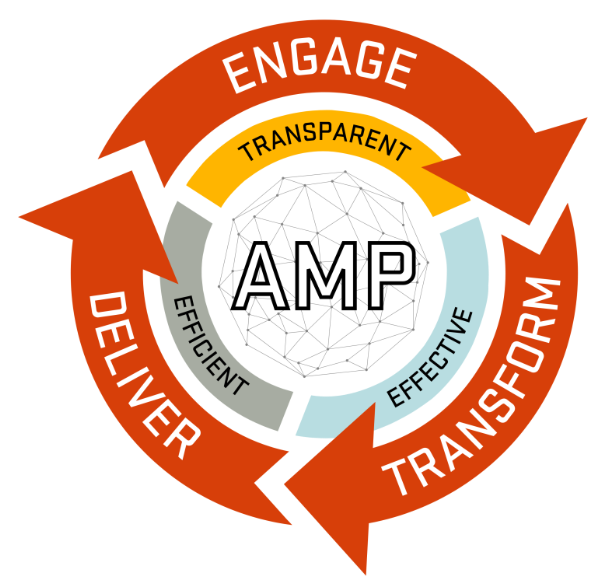 ENGAGE
TRANSPARENT
AMP
EFFECTIVE
TRANSFORM
EFFICIENT
DELIVER